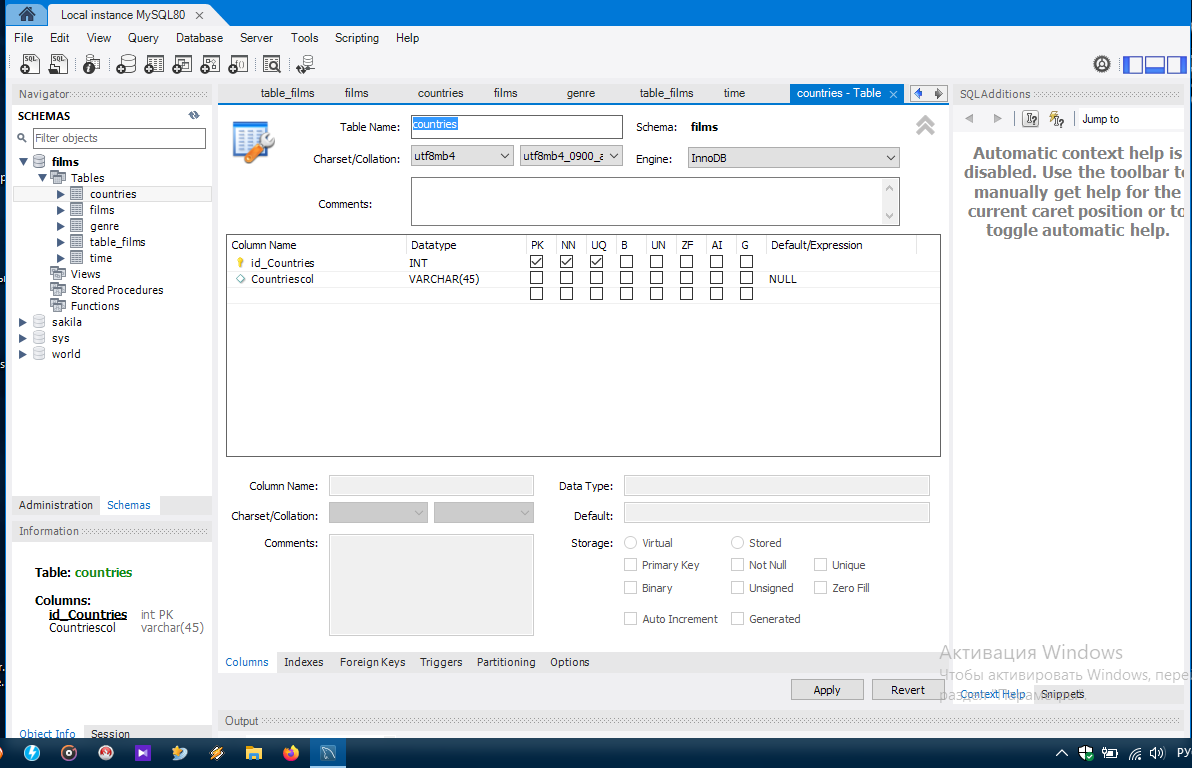 Local instance MySQL80
File Edit View Query Database Server Tools Scripting Help
Navigator
SCHEMAS
Filter objects
films
Tables
countries
films
genre
table_films
time
Views
Stored Procedures
Functions
sakila
sys
world
Administration Schemas
Information
Table: countries
Columns:
id_Countries int PK
Countriescol varchar(45)
Object Info Session
table_films films countries films genre table_films time countries - Table
Table Name: countries Schema: films
Charset/Collation: utf8mb4 utf8mb4_0900_a Engine: InnoDB
Comments:
Column Name Datatype PK NN UQ B UN ZF AI G Default/Expression
id_Countries INT
Countriescol VARCHAR(45) NULL
Column Name: Data Type:
Charset/Collation: Default:
Comments: Storage: Virtual Stored
Primary Key Not Null Unique
Binary Unsigned Zero Fill
Auto Increment Generated
Columns Indexes Foreign Keys Triggers Partitioning Options
Apply Revert
Output
SQLAdditions
Jump to
Automatic context help is
disabled. Use the toolbar to
manually get help for the
current caret position or to
toggle automatic help.
Активация Windows
Чтобы активировать Windows, пере
Context Help Snippets
РУ